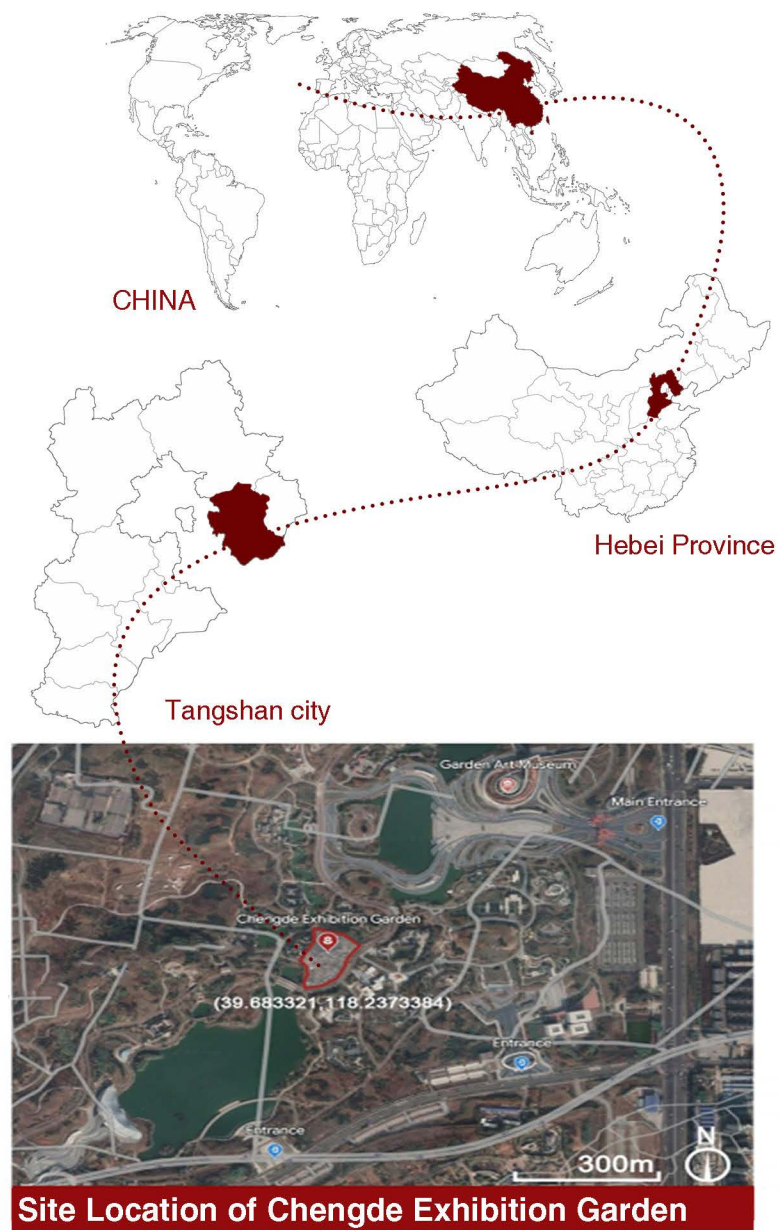 CHINA
Hebei Province
Tangshan city
Garden Art Museum
Main Entrance
Chengde Exhibition Garden
8
(39.683321,118.2373384)
Entrance
Entrance
N
300m
Site Location of Chengde Exhibition Garden